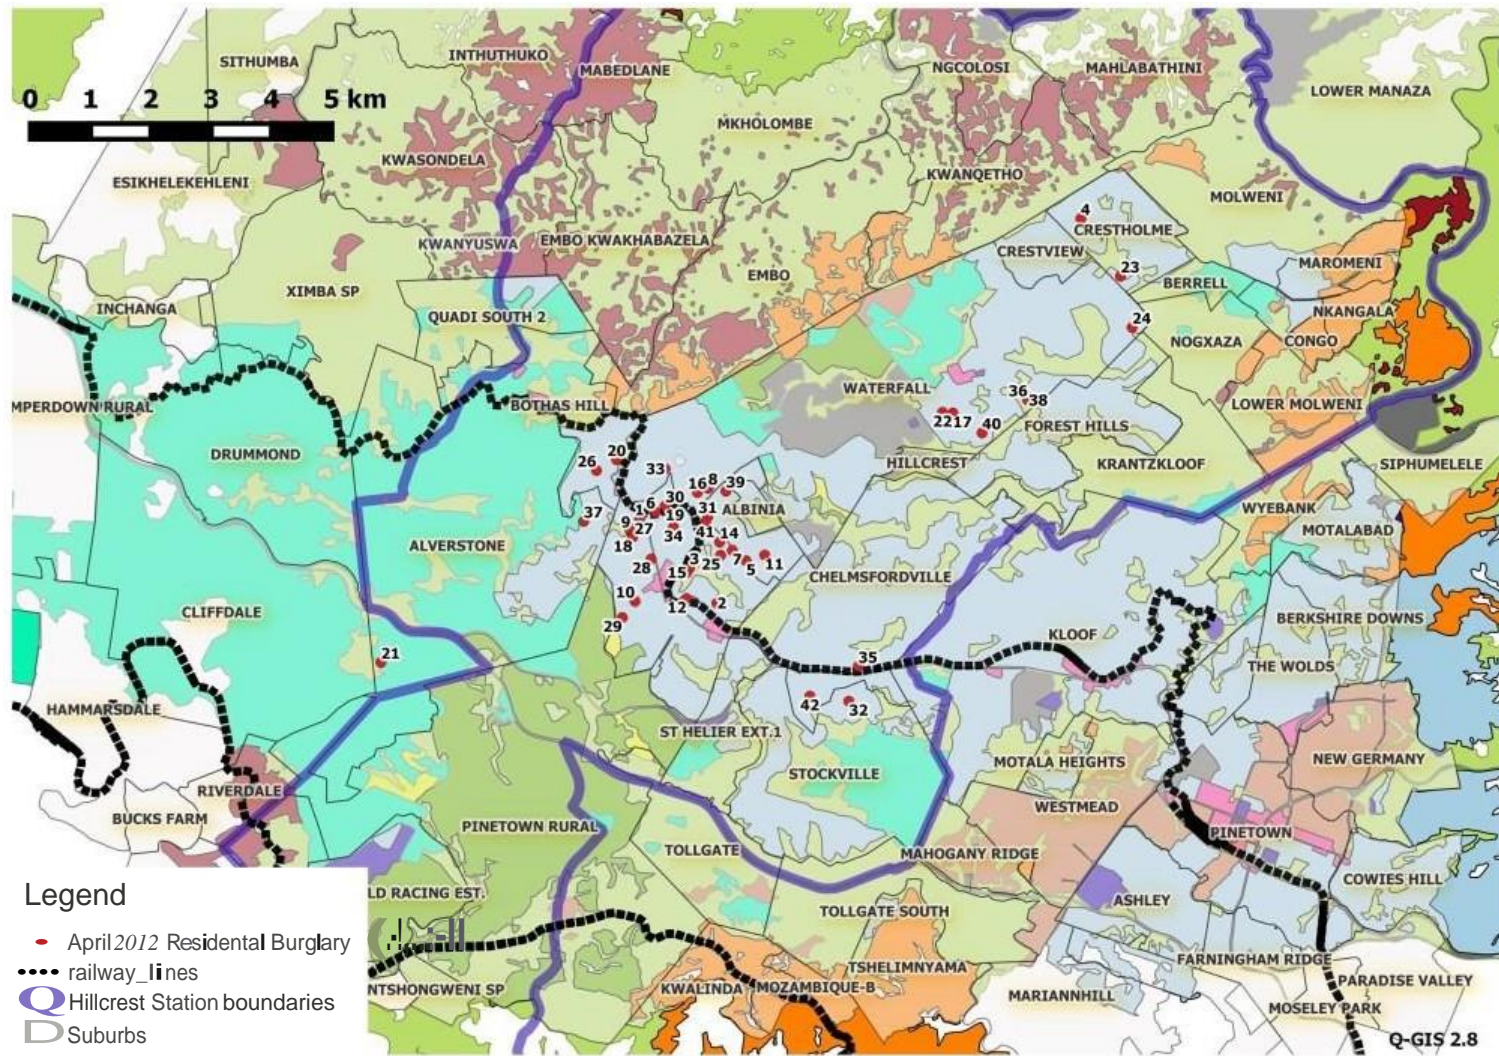 SITHUMBA
INTHUTHUKO
MABEDLANE
NGCOLOSI
MAHLABATHINI
LOWER MANAZA
0 1 2 3 4 5 km
MKHOLOMBE
KWASONDELA
KWANQETHO
ESIKHELEKEHLENI
MOLWENI
4
CRESTHOLME
KWANYUSWA
EMBO KWAKHABAZELA
CRESTVIEW
MAROMENI
EMBO
23
BERRELL
XIMBA SP
INCHANGA
QUADI SOUTH 2
24
NKANGALA
NOGXAZA
CONGO
WATERFALL
36
38
MPERDOWN RURAL
BOTHAS HILL
LOWER MOLWENI
22 17
40
FOREST HILLS
DRUMMOND
20
26
33
HILLCREST
KRANTZKLOOF
SIPHUMELELE
16 8 39
30
6
1
37
19
31
ALBINIA
WYEBANK
9
27
34
41 14
MOTALABAD
ALVERSTONE
18
28
15
3
25
7
5
11
CHELMSFORDVILLE
10
12
2
CLIFFDALE
29
BERKSHIRE DOWNS
KLOOF
21
35
THE WOLDS
HAMMARSDALE
42
32
ST HELIER EXT.1
NEW GERMANY
STOCKVILLE
MOTALA HEIGHTS
RIVERDALE
WESTMEAD
BUCKS FARM
PINETOWN RURAL
PINETOWN
TOLLGATE
MAHOGANY RIDGE
COWIES HILL
LD RACING EST.
ASHLEY
TOLLGATE SOUTH
FARNINGHAM RIDGE
TSHELIMNYAMA
PARADISE VALLEY
NTSHONGWENI SP
KWALINDA
MOZAMBIQUE-B
MARIANNHILL
MOSELEY PARK
Q-GIS 2.8
Legend
April 2012 Residental Burglary
railway_lines
Hillcrest Station boundaries
Suburbs